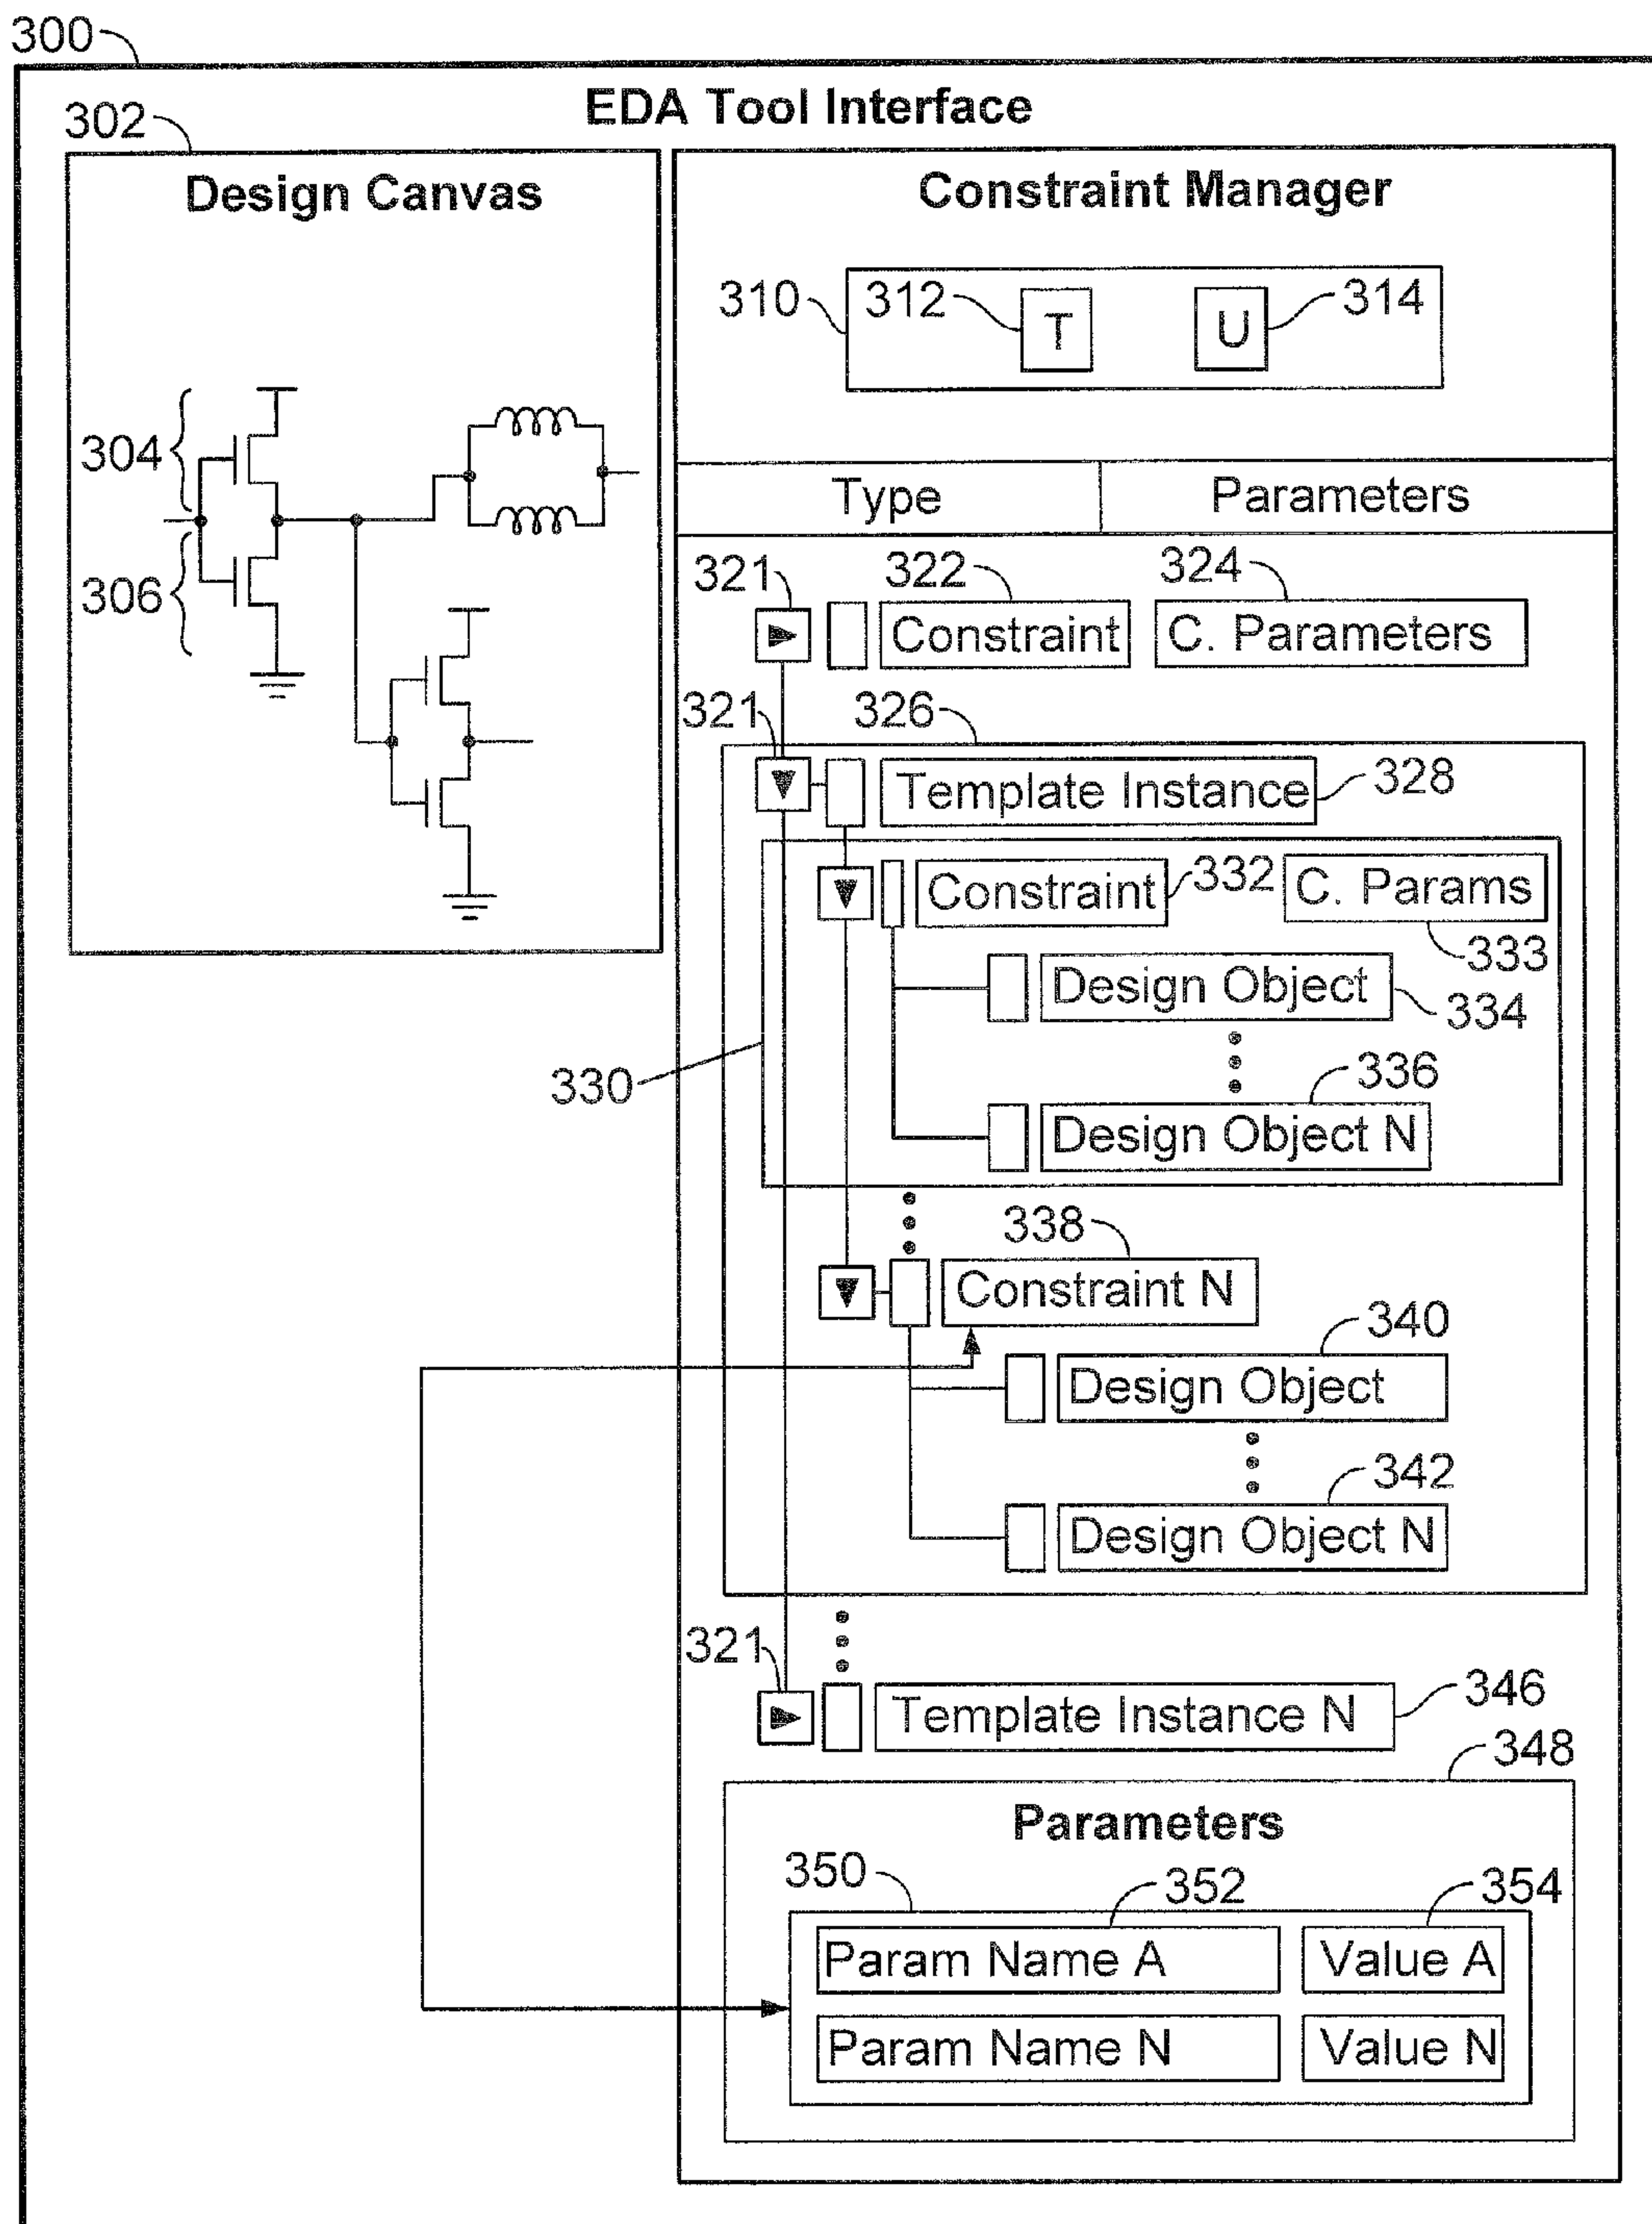 300
EDA Tool Interface
302
Design Canvas
304
306
Constraint Manager
310
312
T
U
314
Type
Parameters
321
322
324
Constraint
C. Parameters
321
326
Template Instance
328
Constraint
332
C. Params
333
Design Object
334
330
336
Design Object N
338
Constraint N
340
Design Object
342
Design Object N
321
Template Instance N
346
348
Parameters
350
352
354
Param Name A
Value A
Param Name N
Value N